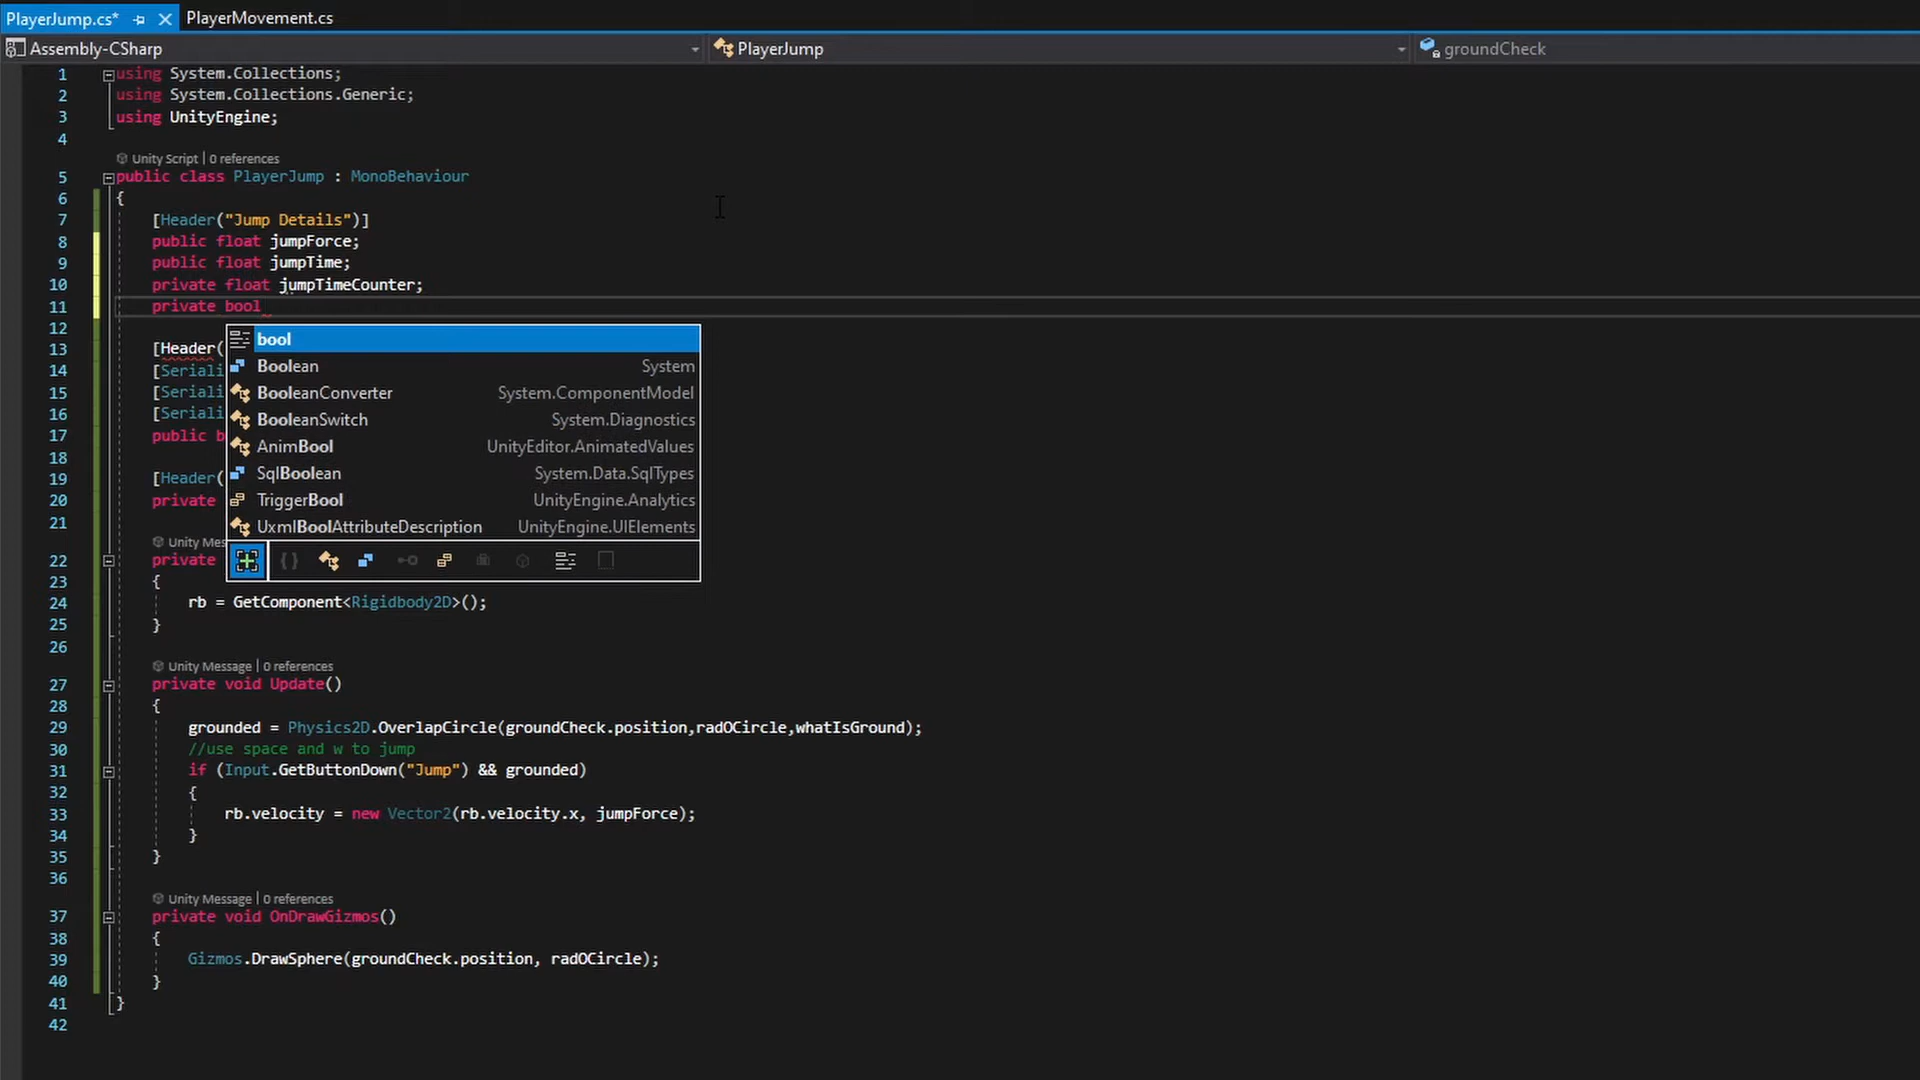 PlayerJump.cs* PlayerMovement.cs
Assembly-CSharp PlayerJump groundCheck
1 using System.Collections;
2 using System.Collections.Generic;
3 using UnityEngine;
4
Unity Script | 0 references
5 public class PlayerJump : MonoBehaviour
6 {
7 [Header("Jump Details")]
8 public float jumpForce;
9 public float jumpTime;
10 private float jumpTimeCounter;
11 private bool
12
bool
13 [Header(
Boolean System
14 [Seriali
BooleanConverter System.ComponentModel
15 [Seriali
BooleanSwitch System.Diagnostics
16 [Seriali
AnimBool UnityEditor.AnimatedValues
17 public b
SqlBoolean System.Data.SqlTypes
18
19 [Header(
TriggerBool UnityEngine.Analytics
20 private
UxmlBoolAttributeDescription UnityEngine.UIElements
21
Unity Mes
22 private
23 {
24 rb = GetComponent<Rigidbody2D>();
25 }
26
Unity Message | 0 references
27 private void Update()
28 {
29 grounded = Physics2D.OverlapCircle(groundCheck.position,radOCircle,whatIsGround);
30 //use space and w to jump
31 if (Input.GetButtonDown("Jump") && grounded)
32 {
33 rb.velocity = new Vector2(rb.velocity.x, jumpForce);
34 }
35 }
36
Unity Message | 0 references
37 private void OnDrawGizmos()
38 {
39 Gizmos.DrawSphere(groundCheck.position, radOCircle);
40 }
41 }
42